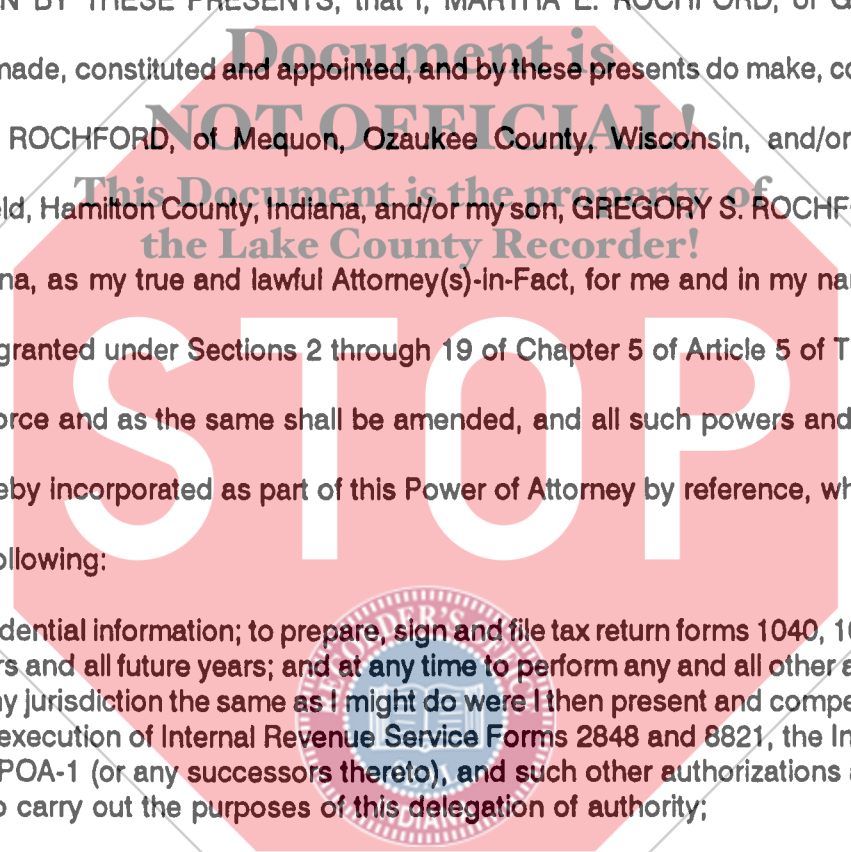 BY THESE PRESENTS, that I, MARTHA E. ROCHFORD, of
Document is
made, constituted and appointed, and by these presents do make,
NOT OFFICIAL!
ROCHFORD, of Mequon, Ozaukee County, Wisconsin, and/or
This Document is the property of
eld, Hamilton County, Indiana, and/or my son, GREGORY S. ROCHF
the Lake County Recorder!
na, as my true and lawful Attorney(s)-in-Fact, for me and in my na
granted under Sections 2 through 19 of Chapter 5 of Article 5 of T
STOP
orce and as the same shall be amended, and all such powers and
eby incorporated as part of this Power of Attorney by reference, wh
ollowing:
RECORDER'S OFFICE
dential information; to prepare, sign and file tax return forms 1040, 10
rs and all future years; and at any time to perform any and all other a
ny jurisdiction the same as I might do were I then present and compe
execution of Internal Revenue Service Forms 2848 and 8821, the In
POA-1 (or any successors thereto), and such other authorizations
o carry out the purposes of this delegation of authority;
INDIANA